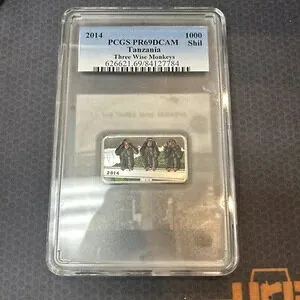 2014 1000
PCGS PR69DCAM Shil
Tanzania
Three Wise Monkeys
626621.69/84127784
2014